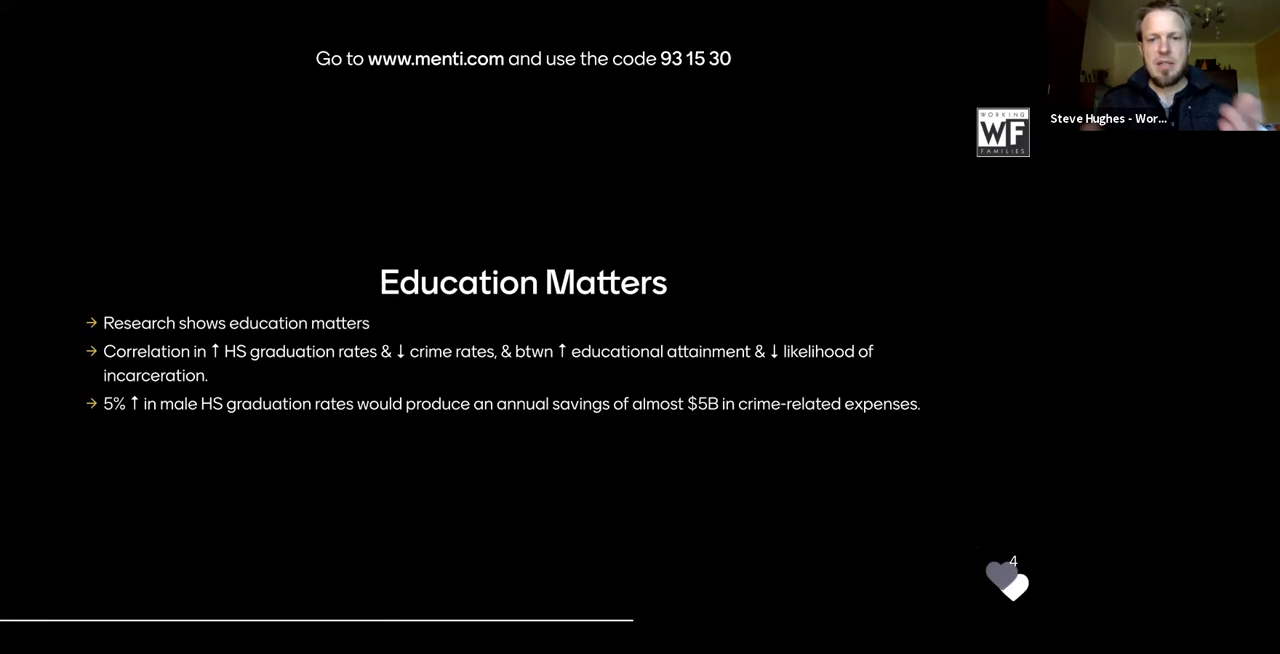 Go to www.menti.com and use the code 93 15 30
Steve Hughes - Wor...
WORKING
WF
FAMILIES
Education Matters
→ Research shows education matters
→ Correlation in ↑ HS graduation rates & ↓ crime rates, & btwn ↑ educational attainment & ↓ likelihood of
incarceration.
→ 5% ↑ in male HS graduation rates would produce an annual savings of almost $5B in crime-related expenses.
4